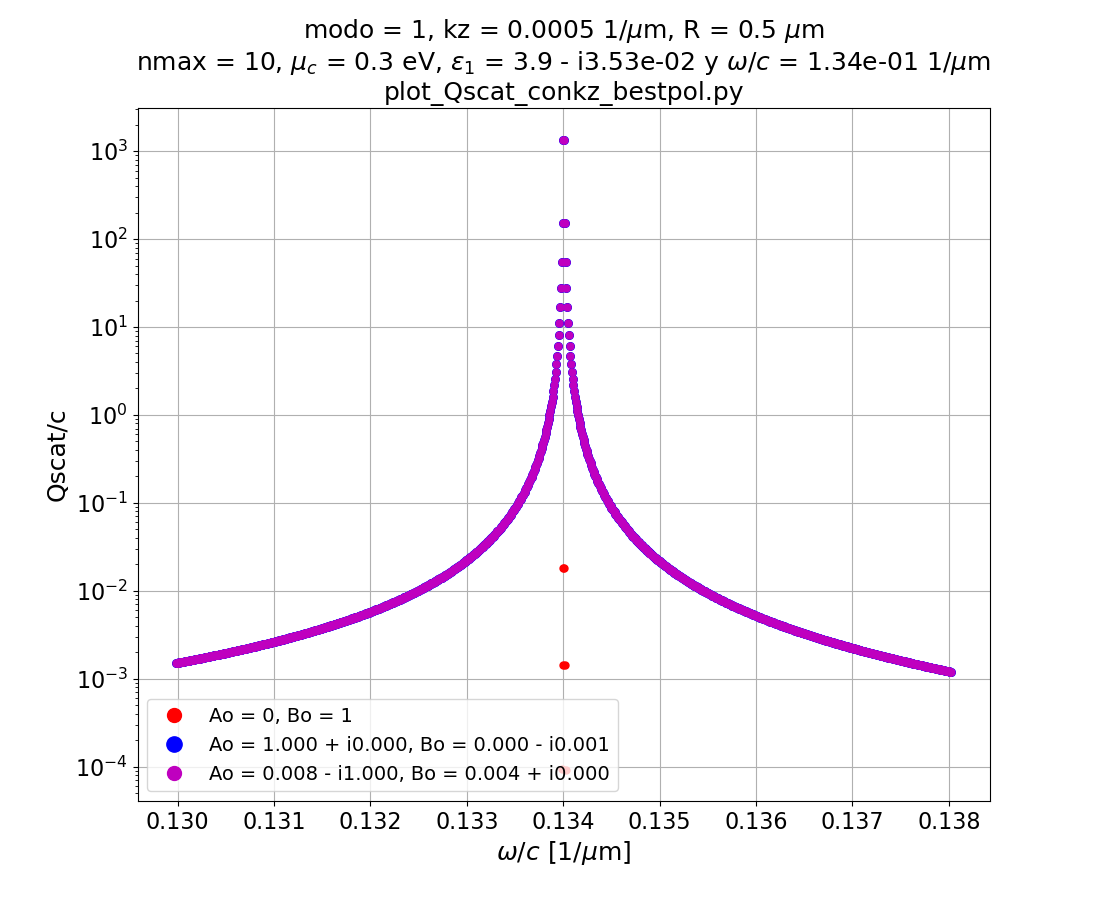 modo = 1, kz = 0.0005 1/μm, R = 0.5 μm
nmax = 10, μ_c = 0.3 eV, ε₁ = 3.9 - i3.53e-02 y ω/c = 1.34e-01 1/μm
plot_Qscat_conkz_bestpol.py
10³
10²
10¹
10⁰
10⁻¹
10⁻²
10⁻³
10⁻⁴
Qscat/c
Ao = 0, Bo = 1
Ao = 1.000 + i0.000, Bo = 0.000 - i0.001
Ao = 0.008 - i1.000, Bo = 0.004 + i0.000
0.130 0.131 0.132 0.133 0.134 0.135 0.136 0.137 0.138
ω/c [1/μm]